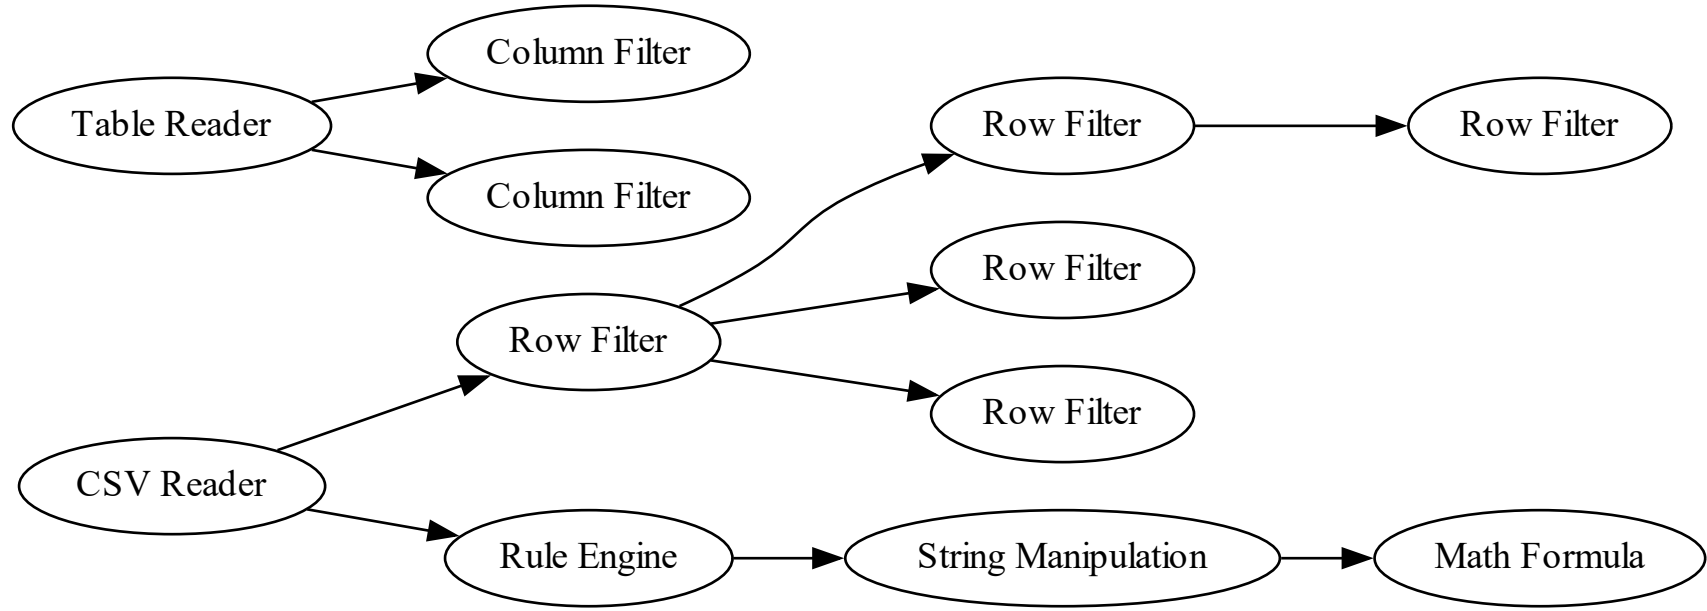 Column Filter
Table Reader
Column Filter
Row Filter
Row Filter
Row Filter
Row Filter
Row Filter
CSV Reader
Rule Engine
String Manipulation
Math Formula